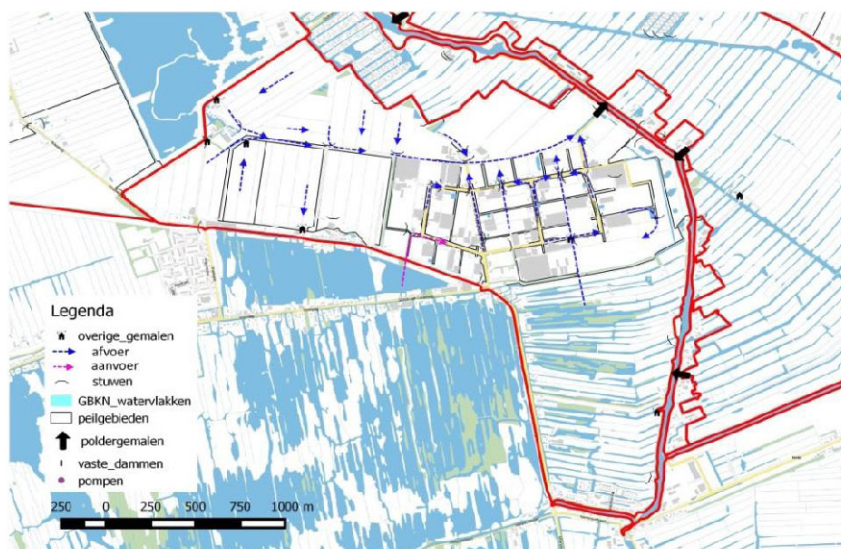 Legenda
overige_gemalen
afvoer
aanvoer
stuwen
GBKN_watervlakken
peilgebieden
poldergemalen
vaste_dammen
pompen
250 0 250 500 750 1000 m